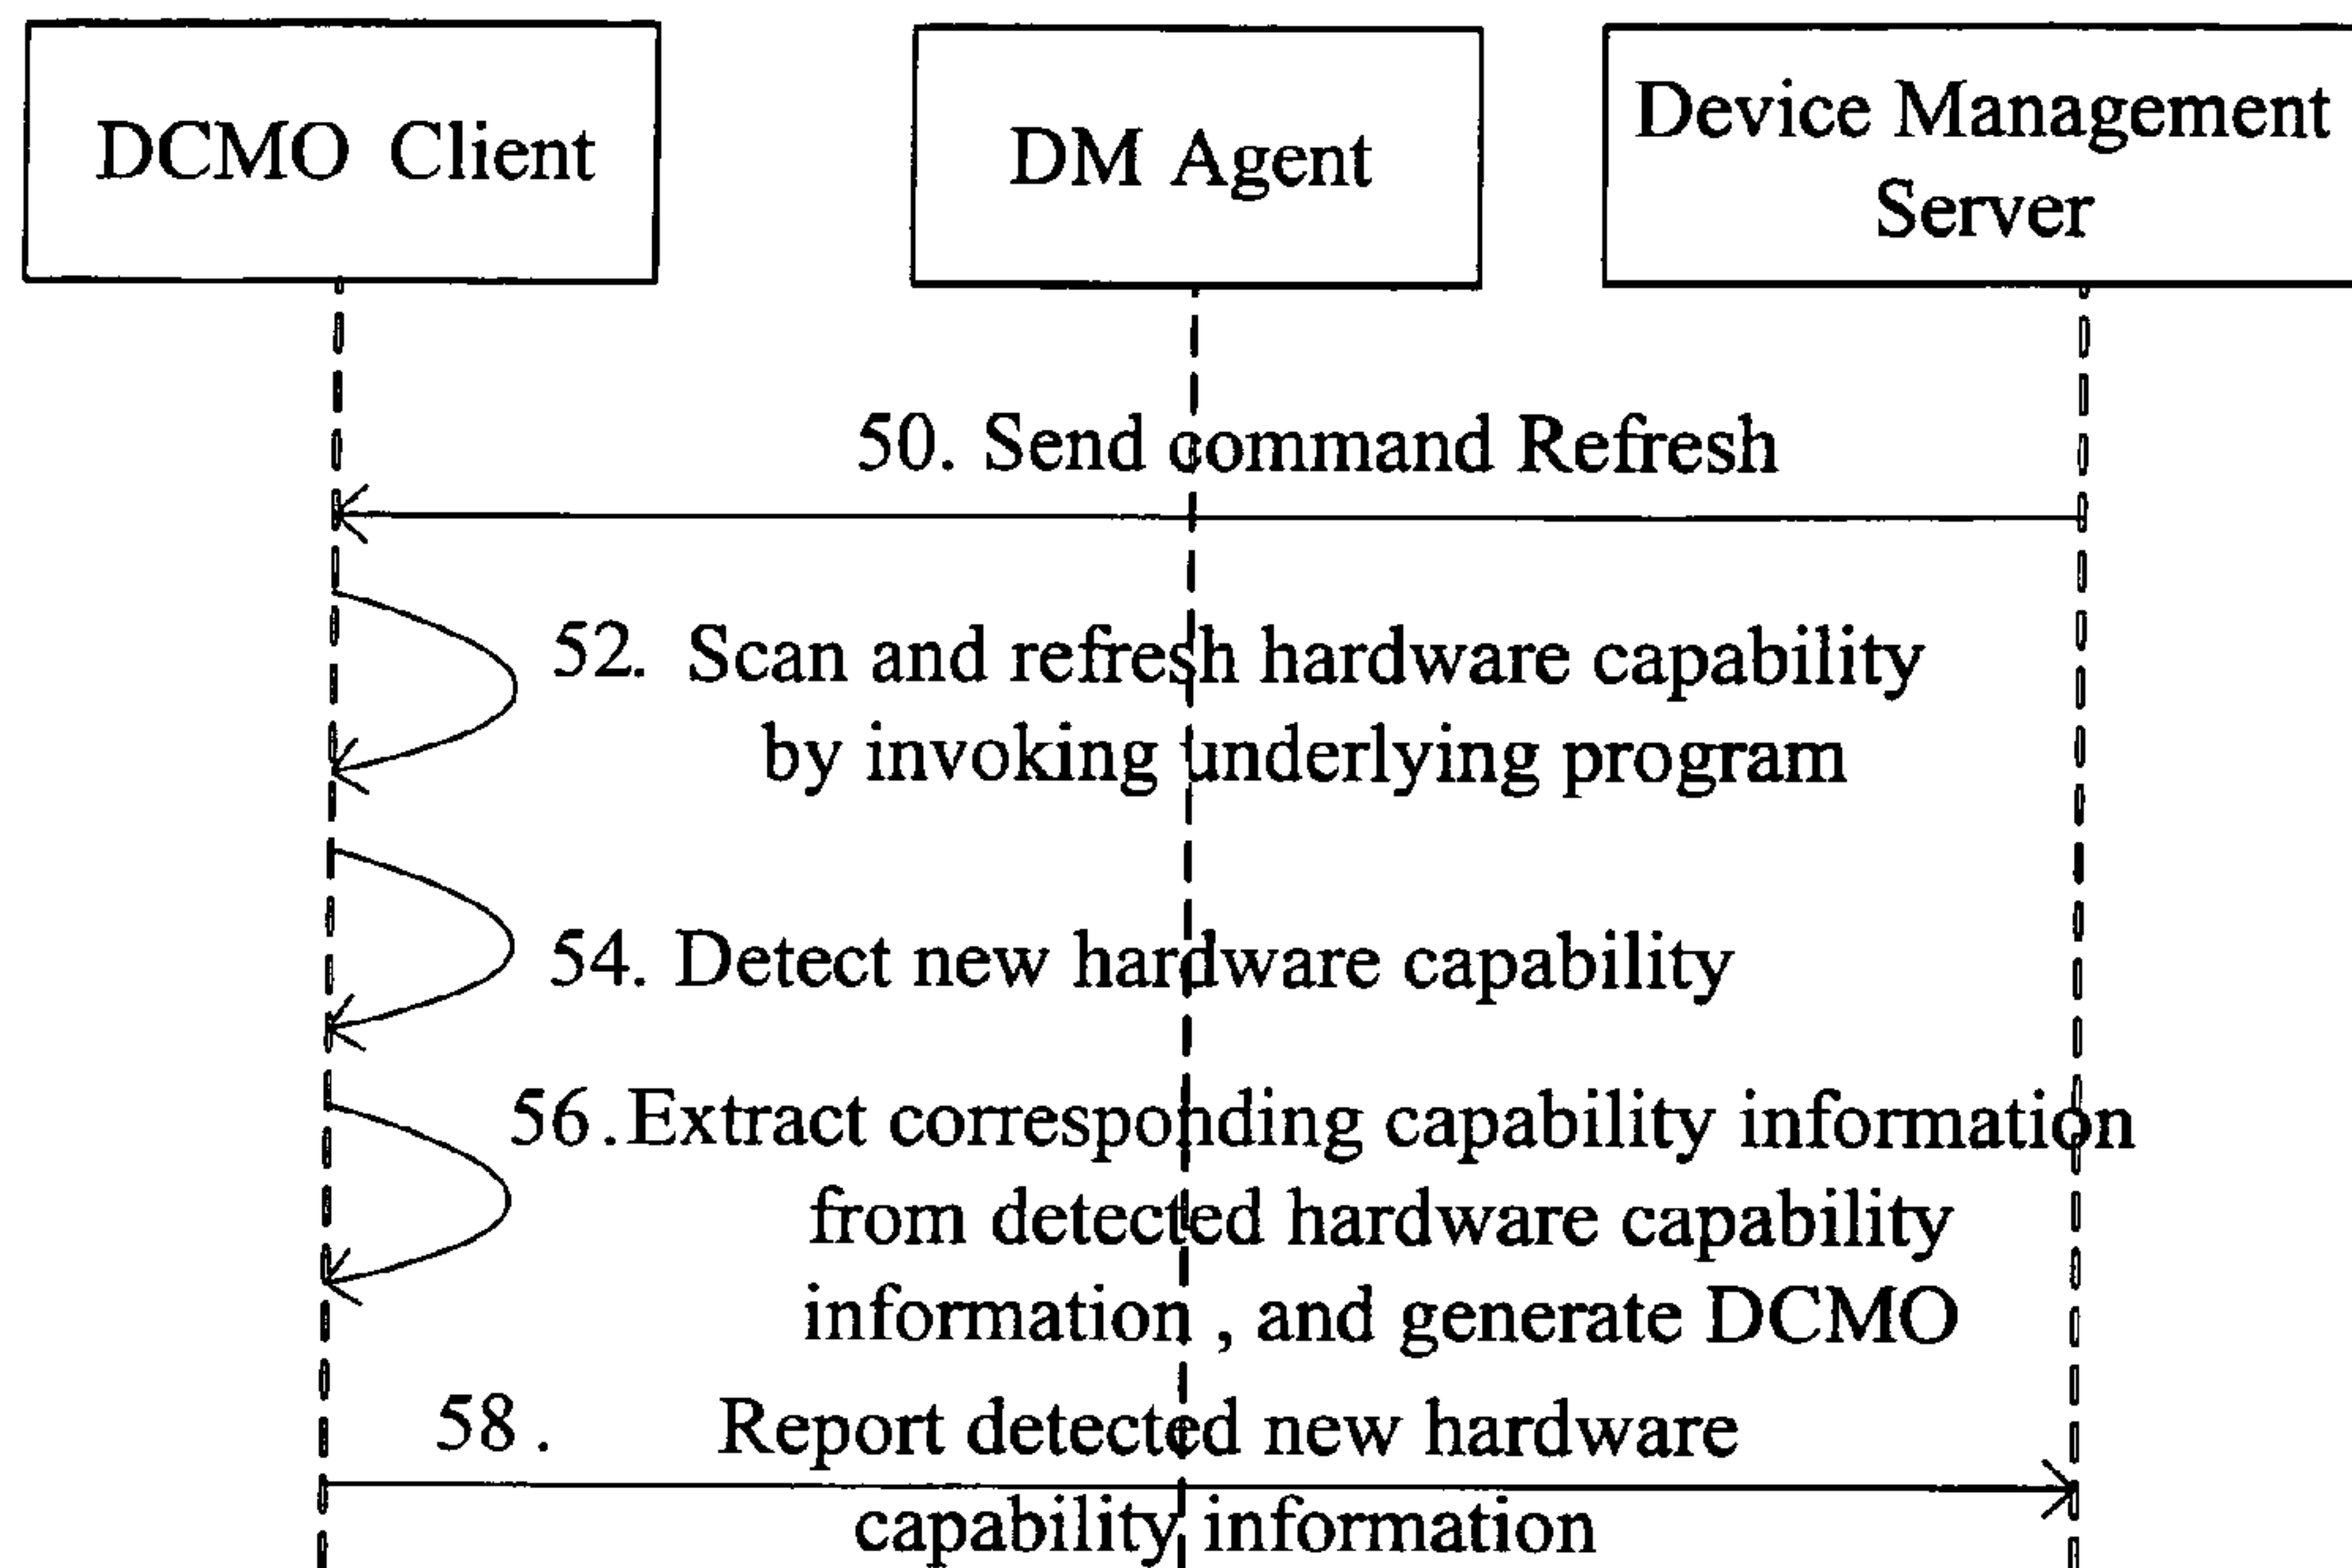 DCMO Client
DM Agent
Device Management
Server
50. Send command Refresh
52. Scan and refresh hardware capability
by invoking underlying program
54. Detect new hardware capability
56.Extract corresponding capability information
from detected hardware capability
information , and generate DCMO
58. Report detected new hardware
capability information